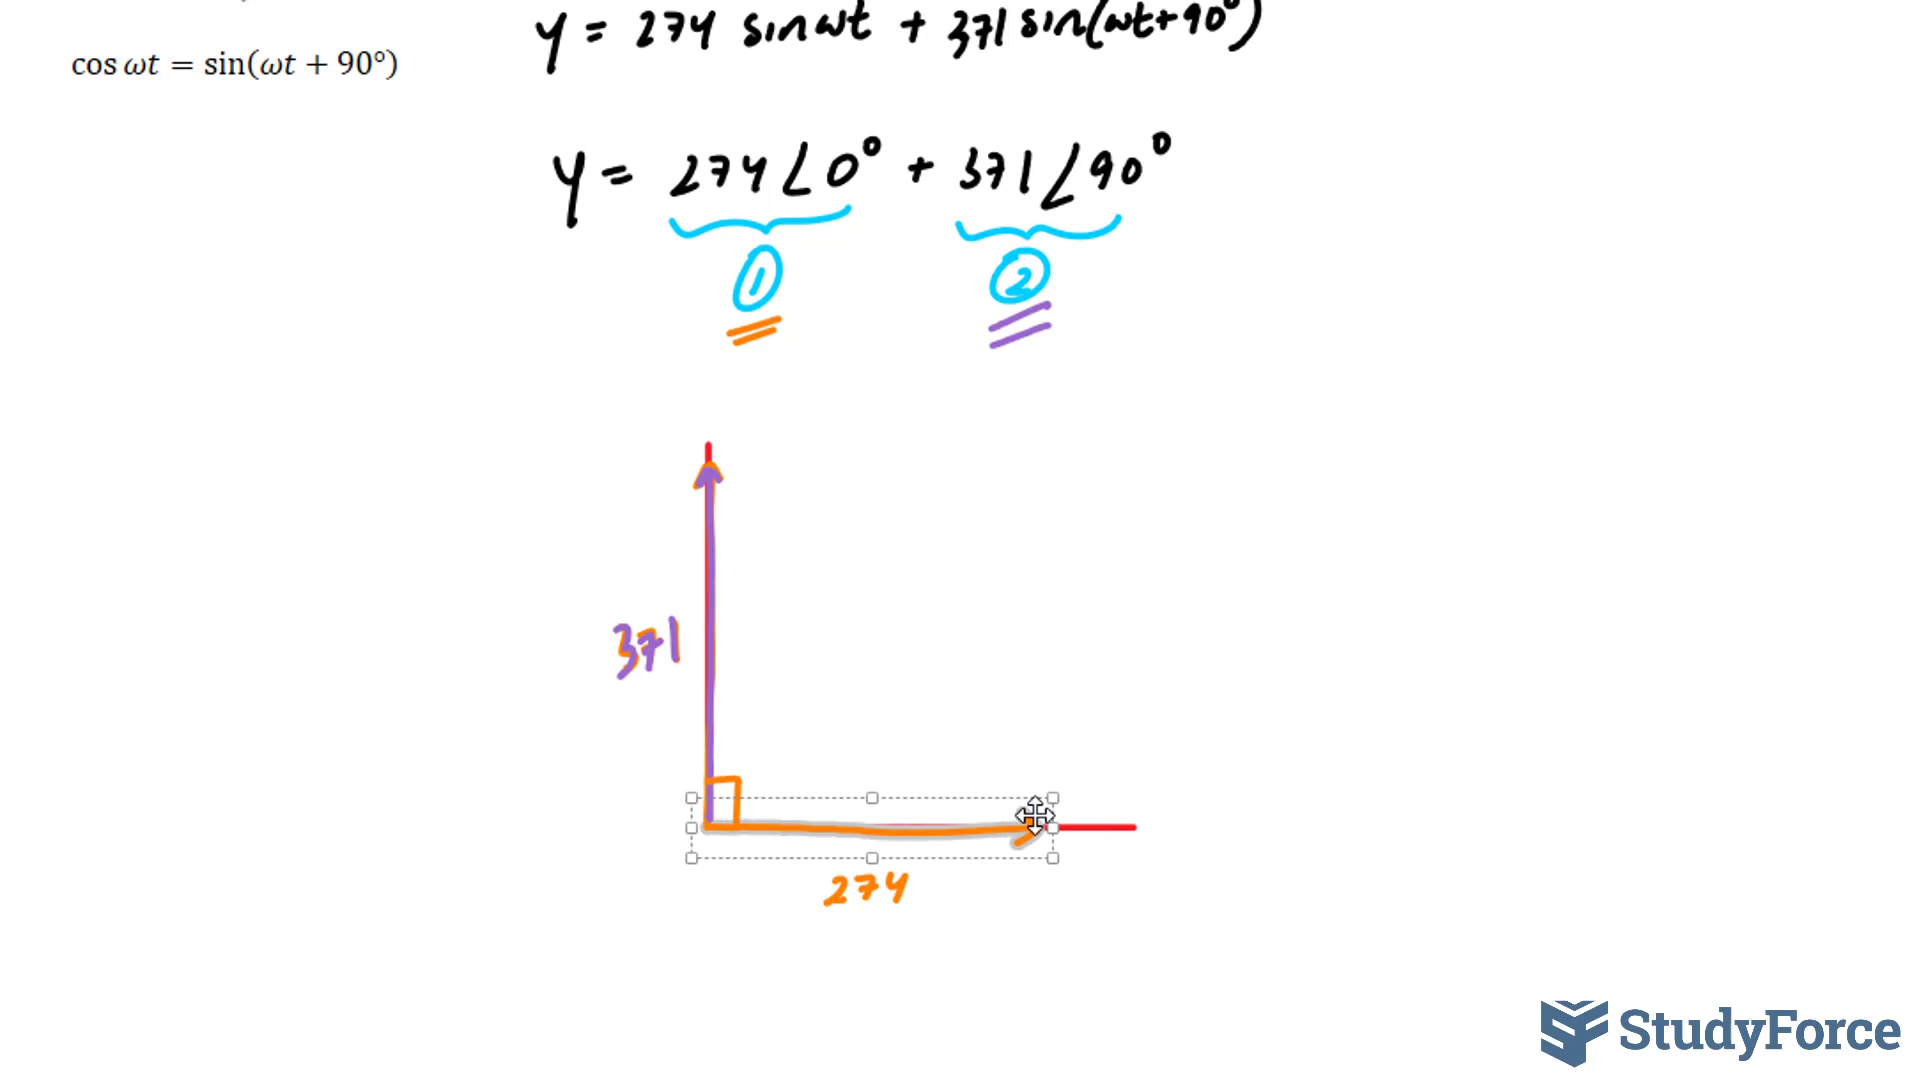 y = 274 sin ωt + 371 sin(ωt+90°)
cos ωt = sin(ωt + 90°)
y = 274∠0° + 371∠90°
① ②
371
274
StudyForce